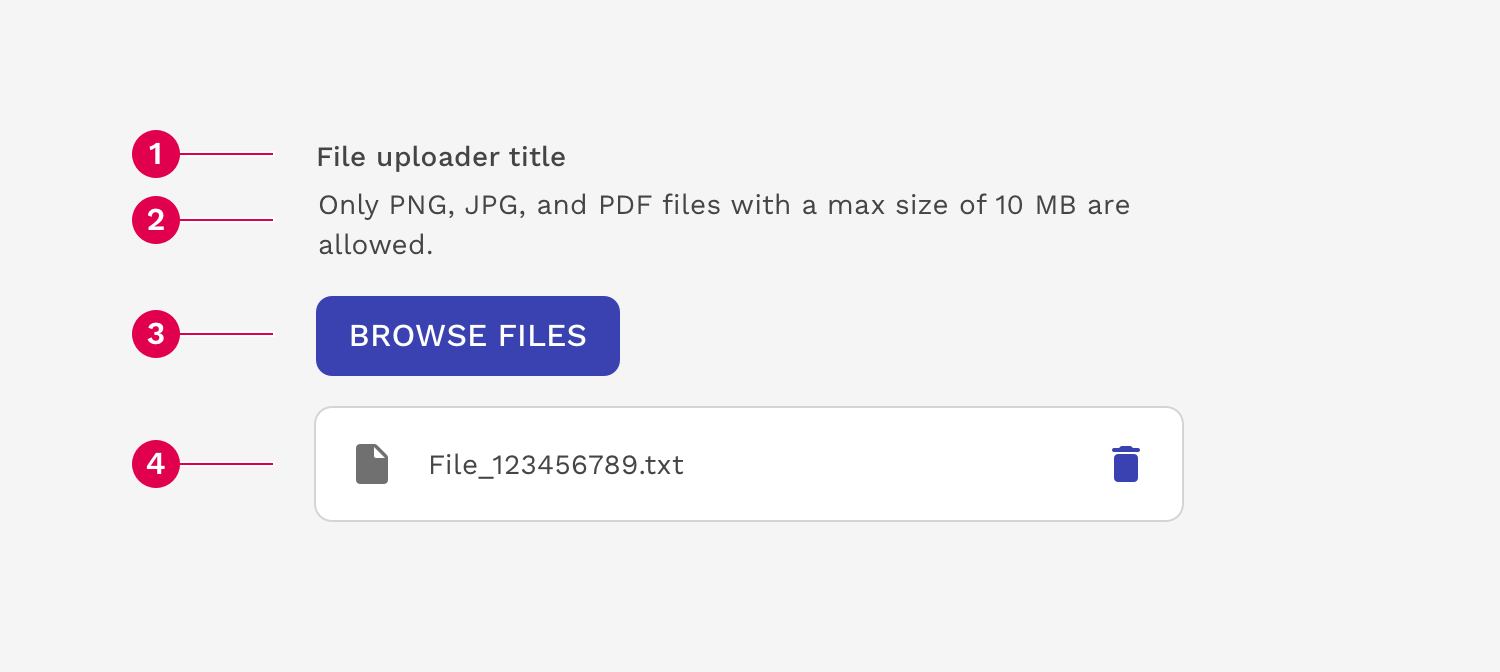 1 File uploader title
2 Only PNG, JPG, and PDF files with a max size of 10 MB are
allowed.
3 BROWSE FILES
4 File_123456789.txt